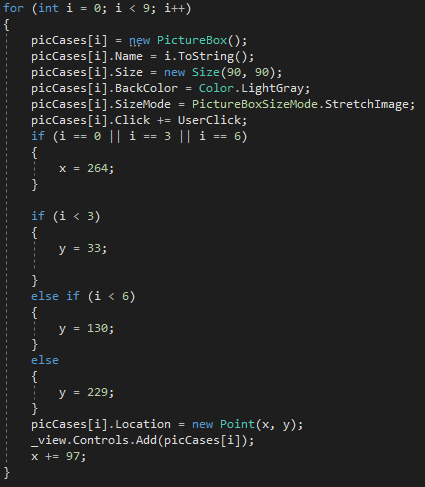 for (int i = 0; i < 9; i++)
{
    picCases[i] = new PictureBox();
    picCases[i].Name = i.ToString();
    picCases[i].Size = new Size(90, 90);
    picCases[i].BackColor = Color.LightGray;
    picCases[i].SizeMode = PictureBoxSizeMode.StretchImage;
    picCases[i].Click += UserClick;
    if (i == 0 || i == 3 || i == 6)
    {
        x = 264;
    }

    if (i < 3)
    {
        y = 33;

    }
    else if (i < 6)
    {
        y = 130;
    }
    else
    {
        y = 229;
    }
    picCases[i].Location = new Point(x, y);
    _view.Controls.Add(picCases[i]);
    x += 97;
}